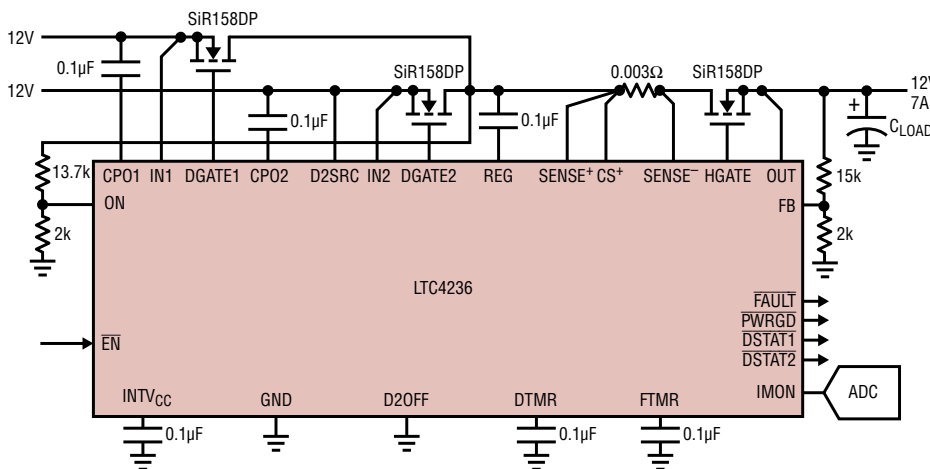 SiR158DP
12V
0.1µF
SiR158DP
0.003Ω
SiR158DP
12V
12V
7A
0.1µF
0.1µF
+
CLOAD
13.7k
CPO1 IN1 DGATE1 CPO2 D2SRC IN2 DGATE2 REG SENSE+ CS+ SENSE– HGATE OUT
15k
ON
FB
2k
2k
LTC4236
FAULT
PWRGD
EN
DSTAT1
DSTAT2
IMON
ADC
INTVCC GND D2OFF DTMR FTMR
0.1µF
0.1µF
0.1µF